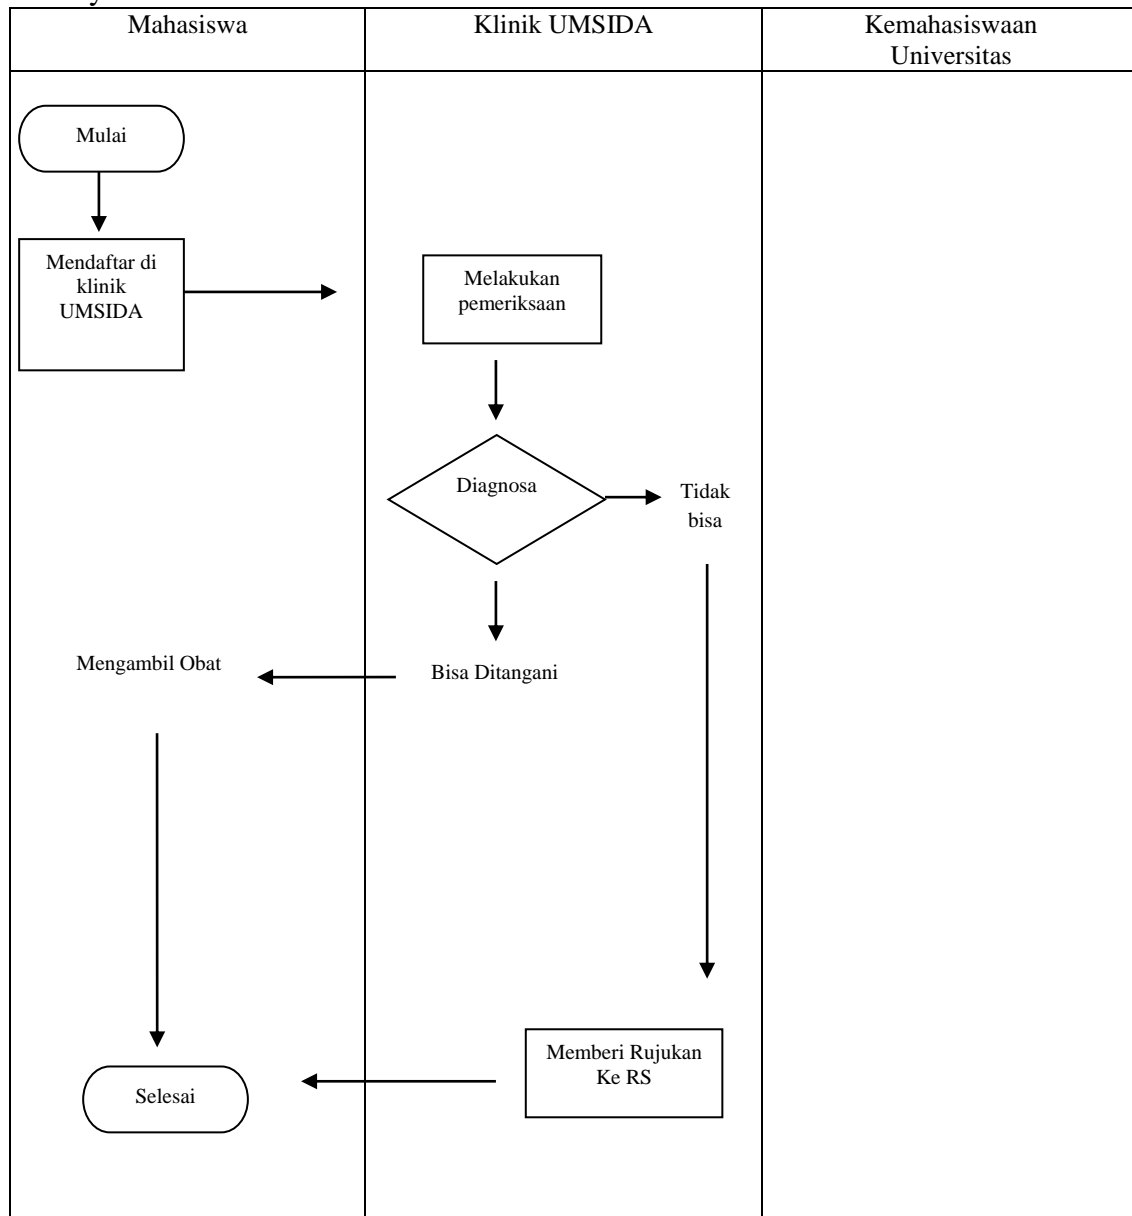 Mahasiswa
Klinik UMSIDA
Kemahasiswaan
Universitas
Mulai
Mendaftar di
klinik
UMSIDA
Melakukan
pemeriksaan
Diagnosa
Tidak
bisa
Mengambil Obat
Bisa Ditangani
Memberi Rujukan
Ke RS
Selesai